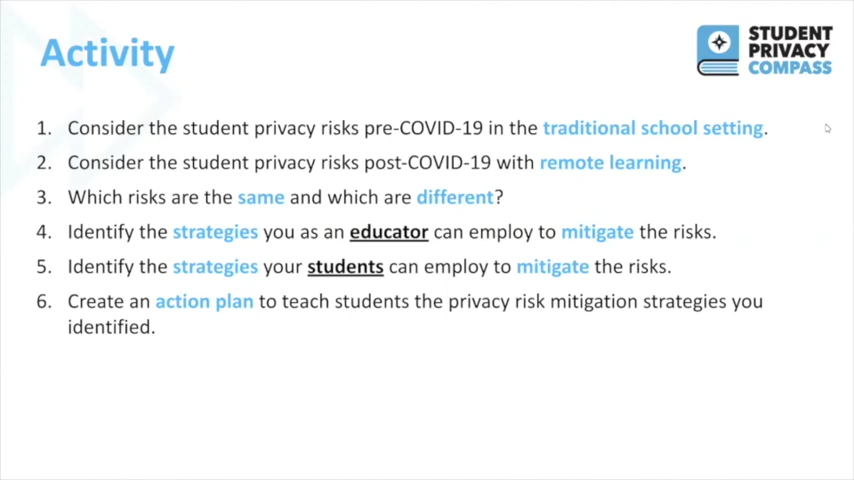 Activity
STUDENT
PRIVACY
COMPASS
1. Consider the student privacy risks pre-COVID-19 in the traditional school setting.
2. Consider the student privacy risks post-COVID-19 with remote learning.
3. Which risks are the same and which are different?
4. Identify the strategies you as an educator can employ to mitigate the risks.
5. Identify the strategies your students can employ to mitigate the risks.
6. Create an action plan to teach students the privacy risk mitigation strategies you
identified.